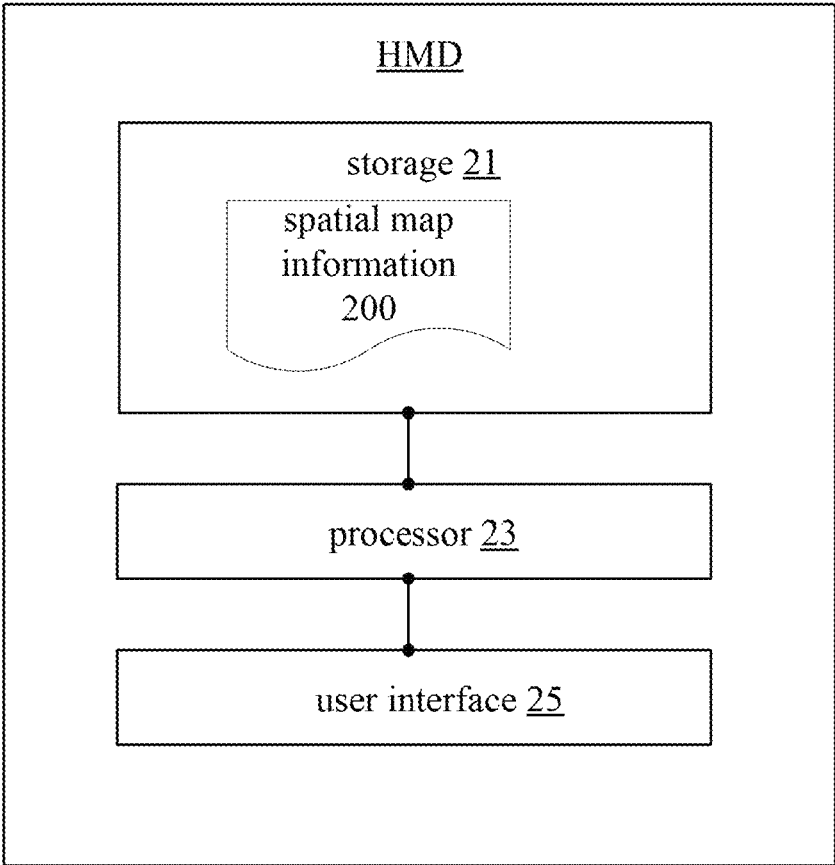 HMD
storage 21
spatial map
information
200
processor 23
user interface 25